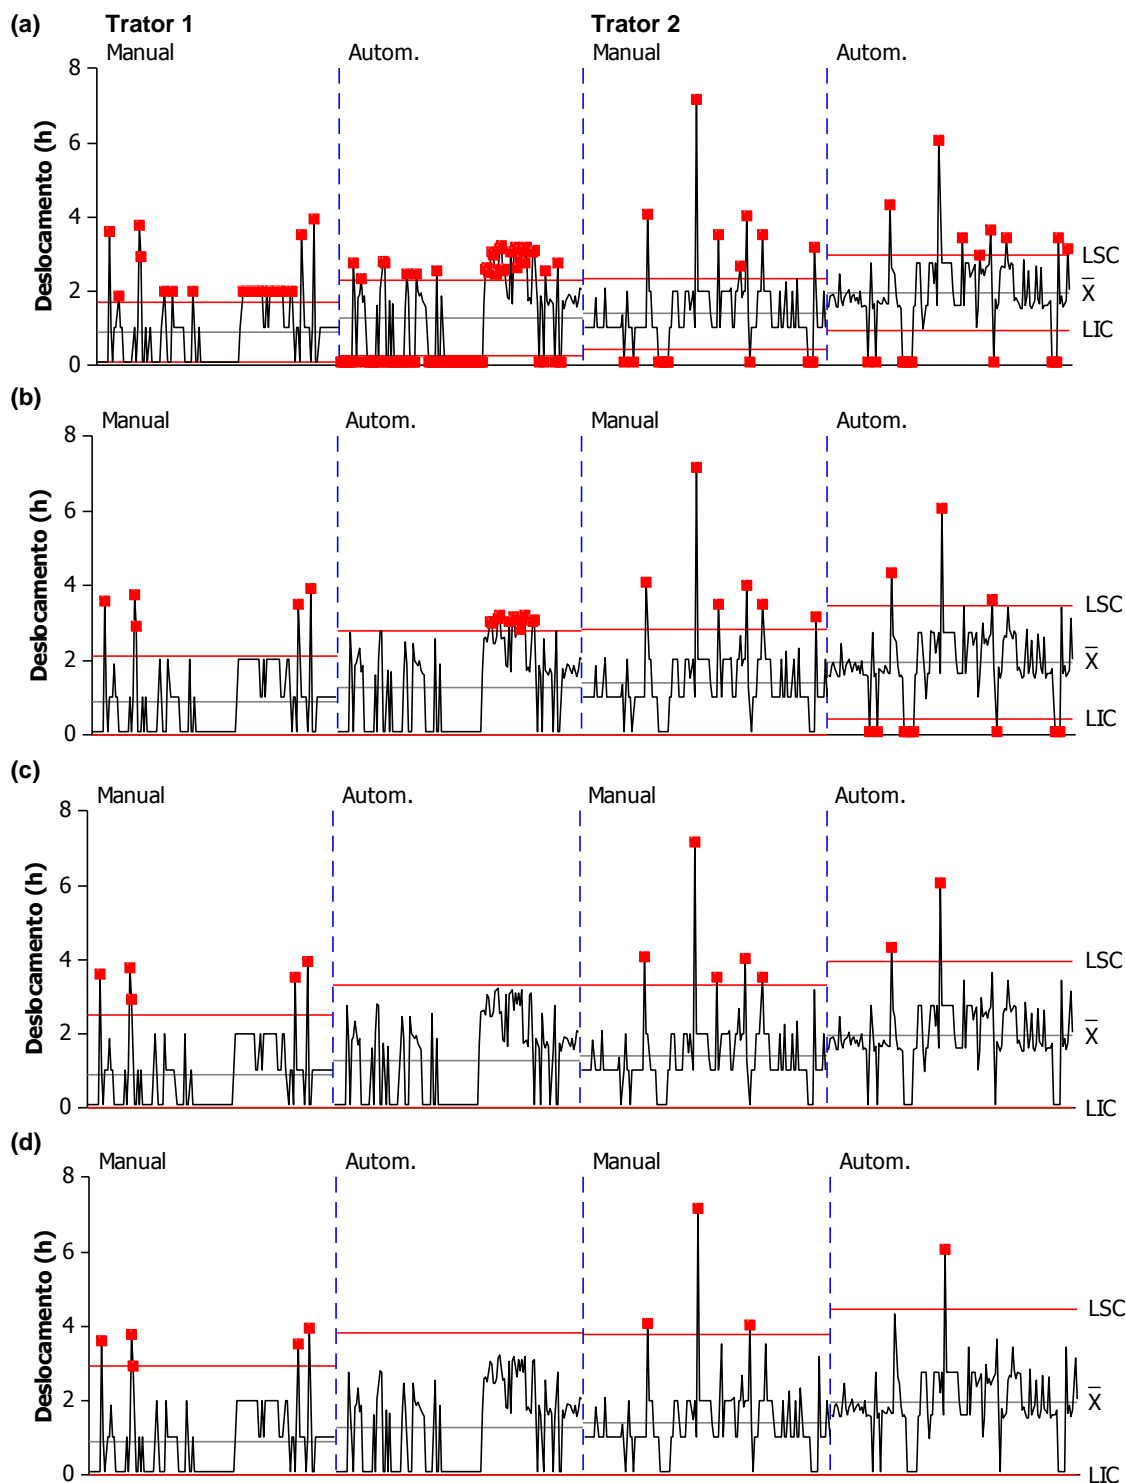 (a) Trator 1 Trator 2
Manual Autom. Manual Autom.
8
6
4
2
0
Deslocamento (h)
LSC
X̅
LIC
(b)
Manual Autom. Manual Autom.
8
6
4
2
0
Deslocamento (h)
LSC
X̅
LIC
(c)
Manual Autom. Manual Autom.
8
6
4
2
0
Deslocamento (h)
LSC
X̅
LIC
(d)
Manual Autom. Manual Autom.
8
6
4
2
0
Deslocamento (h)
LSC
X̅
LIC